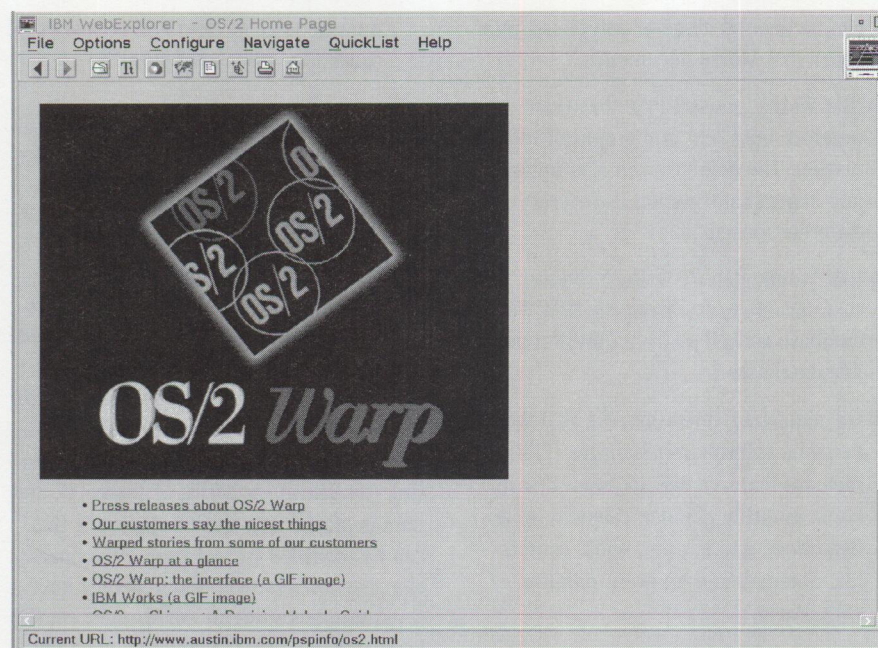 IBM WebExplorer - OS/2 Home Page
File Options Configure Navigate QuickList Help
OS/2
OS/2
OS/2
OS/2
OS/2 Warp
• Press releases about OS/2 Warp
• Our customers say the nicest things
• Warped stories from some of our customers
• OS/2 Warp at a glance
• OS/2 Warp: the interface (a GIF image)
• IBM Works (a GIF image)
Current URL: http://www.austin.ibm.com/pspinfo/os2.html